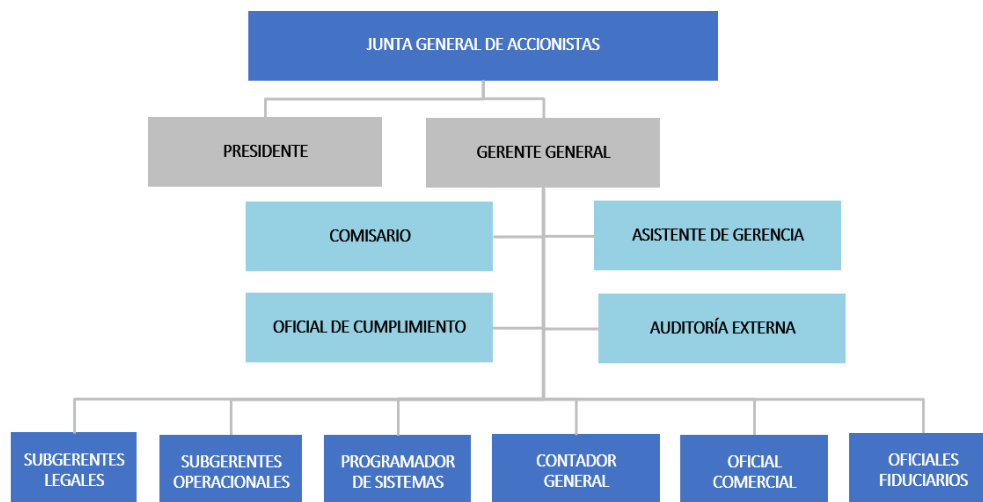 JUNTA GENERAL DE ACCIONISTAS
PRESIDENTE
GERENTE GENERAL
COMISARIO
ASISTENTE DE GERENCIA
OFICIAL DE CUMPLIMIENTO
AUDITORÍA EXTERNA
SUBGERENTES
LEGALES
SUBGERENTES
OPERACIONALES
PROGRAMADOR
DE SISTEMAS
CONTADOR
GENERAL
OFICIAL
COMERCIAL
OFICIALES
FIDUCIARIOS